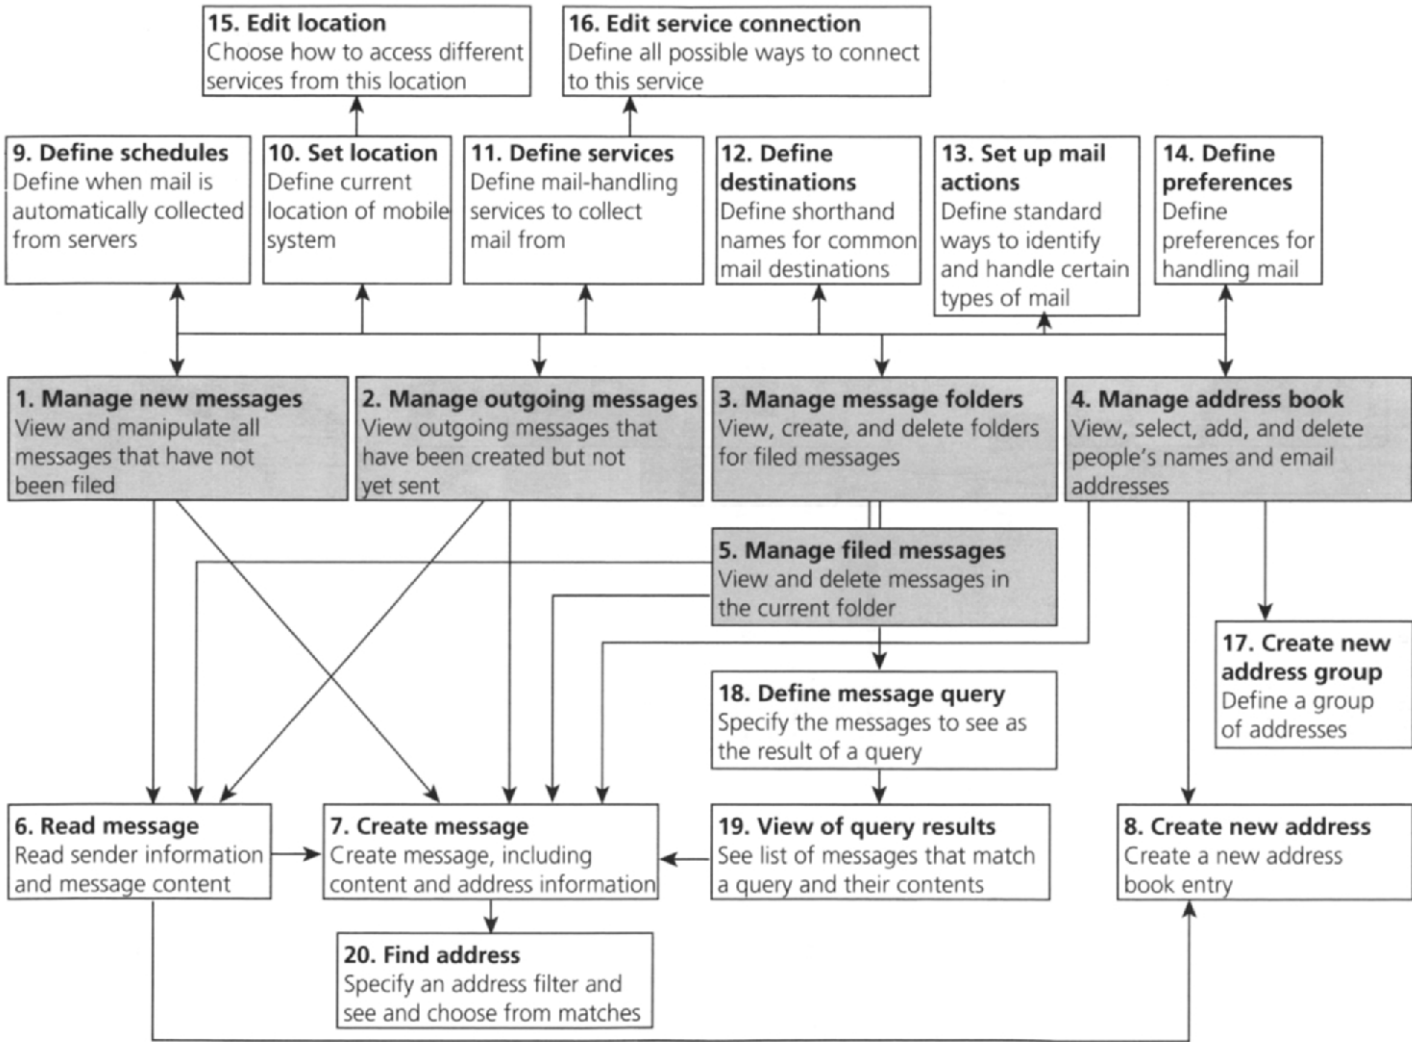 15. Edit location
Choose how to access different
services from this location
16. Edit service connection
Define all possible ways to connect
to this service
9. Define schedules
Define when mail is
automatically collected
from servers
10. Set location
Define current
location of mobile
system
11. Define services
Define mail-handling
services to collect
mail from
12. Define
destinations
Define shorthand
names for common
mail destinations
13. Set up mail
actions
Define standard
ways to identify
and handle certain
types of mail
14. Define
preferences
Define
preferences for
handling mail
1. Manage new messages
View and manipulate all
messages that have not
been filed
2. Manage outgoing messages
View outgoing messages that
have been created but not
yet sent
3. Manage message folders
View, create, and delete folders
for filed messages
4. Manage address book
View, select, add, and delete
people's names and email
addresses
5. Manage filed messages
View and delete messages in
the current folder
17. Create new
address group
Define a group
of addresses
18. Define message query
Specify the messages to see as
the result of a query
6. Read message
Read sender information
and message content
7. Create message
Create message, including
content and address information
19. View of query results
See list of messages that match
a query and their contents
8. Create new address
Create a new address
book entry
20. Find address
Specify an address filter and
see and choose from matches